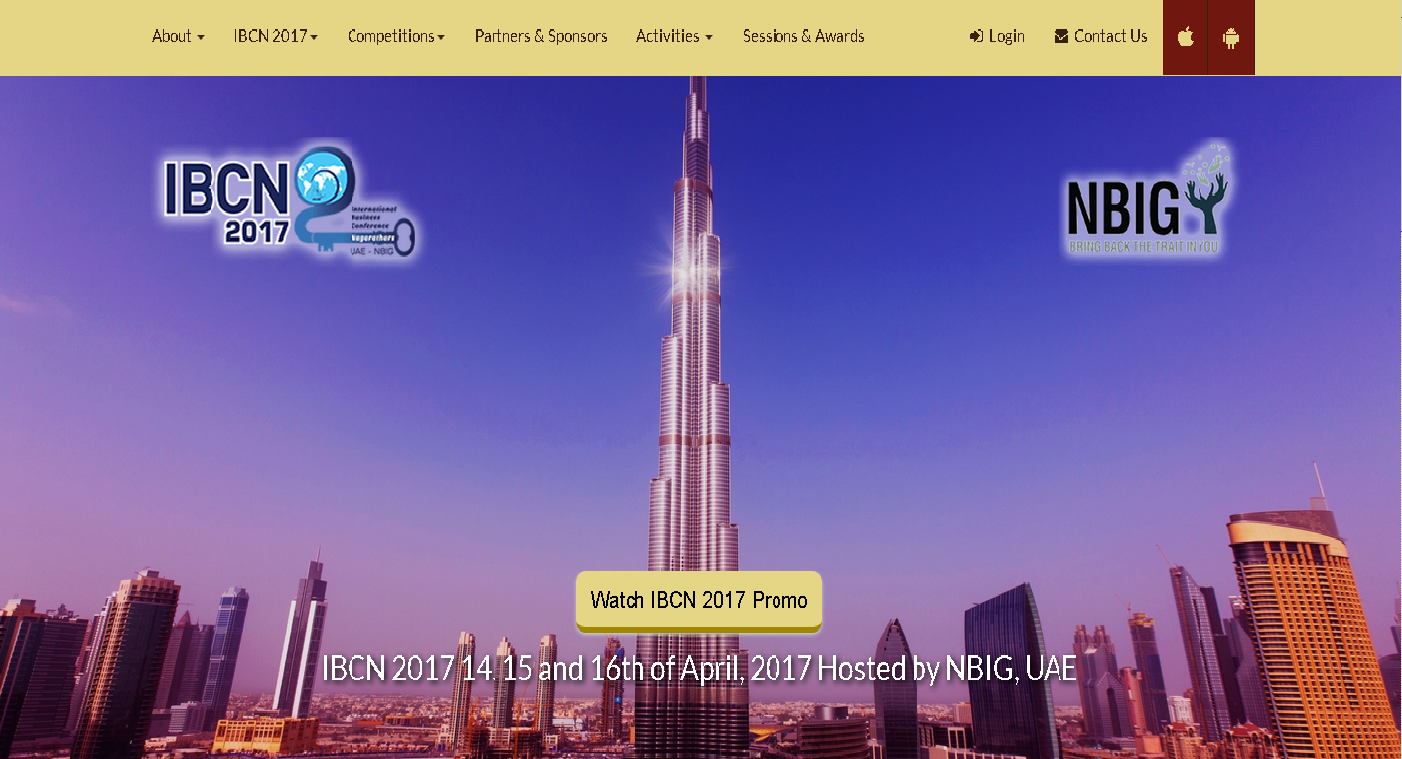 About
IBCN 2017
Competitions
Partners & Sponsors
Activities
Sessions & Awards
Login
Contact Us
IBCN
2017
International
Business
Conference
Nagarathars
UAE - NBIG
NBIG
BRING BACK THE TRAIT IN YOU
Watch IBCN 2017 Promo
IBCN 2017 14, 15 and 16th of April, 2017 Hosted by NBIG, UAE